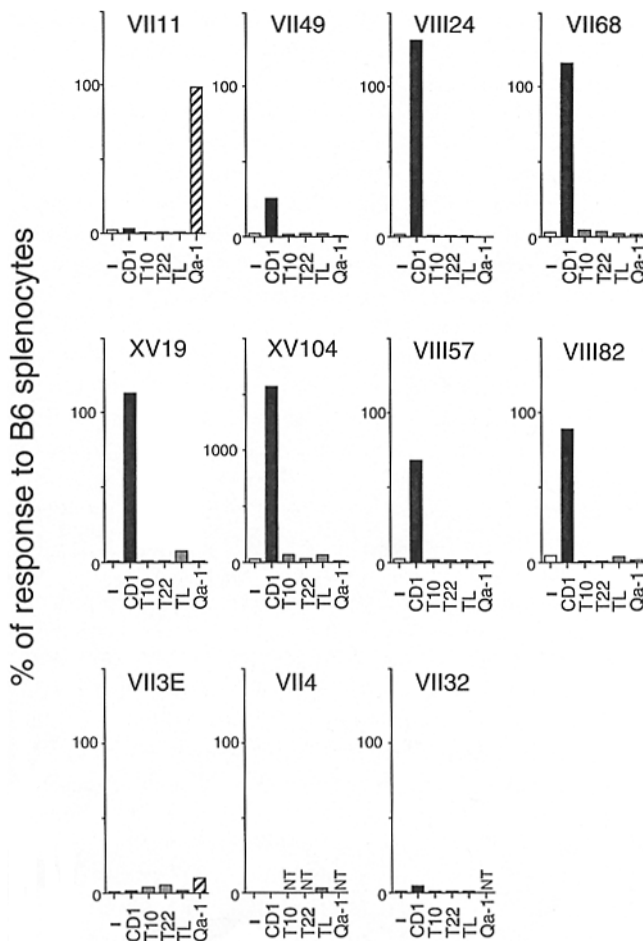 % of response to B6 splenocytes
VII11 VII49 VIII24 VII68
100 100 100 100
0 0 0 0
– CD1 T10 T22 TL Qa-1 – CD1 T10 T22 TL Qa-1 – CD1 T10 T22 TL Qa-1 – CD1 T10 T22 TL Qa-1
XV19 XV104 VIII57 VIII82
100 1000 100 100
0 0 0 0
– CD1 T10 T22 TL Qa-1 – CD1 T10 T22 TL Qa-1 – CD1 T10 T22 TL Qa-1 – CD1 T10 T22 TL Qa-1
VII3E VII4 VII32
100 100 100
NT NT NT NT
0 0 0
– CD1 T10 T22 TL Qa-1 – CD1 T10 T22 TL Qa-1 – CD1 T10 T22 TL Qa-1